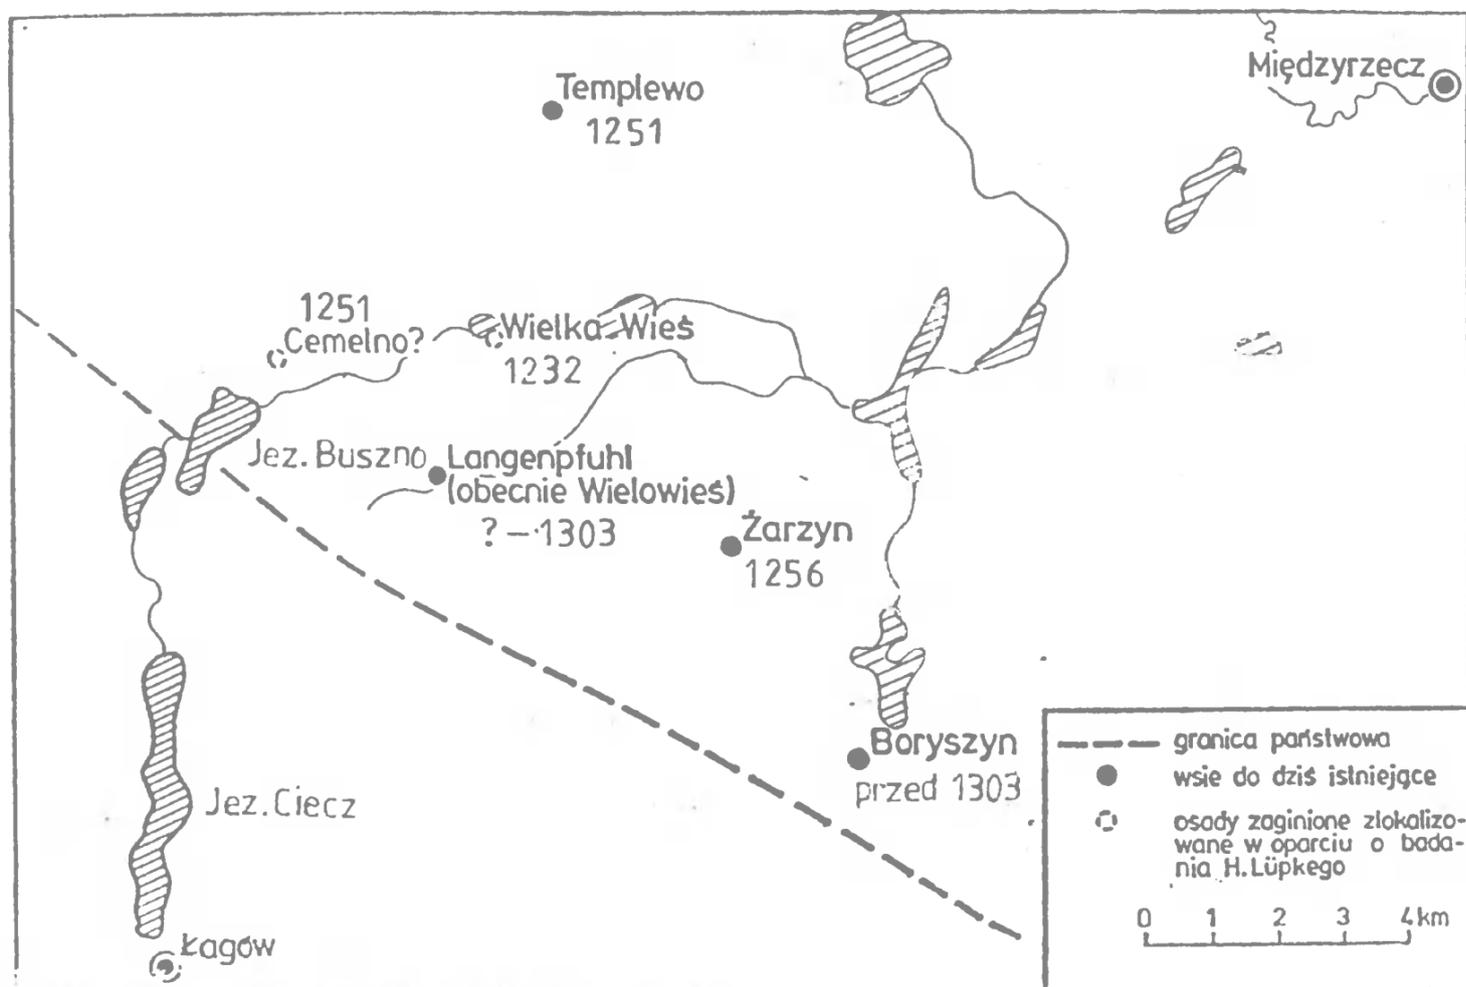 Templewo
1251
Międzyrzecz
1251
Cemelno?
Wielka Wieś
1232
Jez. Buszno
Langenpfuhl
(obecnie Wielowieś)
? – 1303
Żarzyn
1256
Boryszyn
przed 1303
Jez. Ciecz
Łagów
granica państwowa
wsie do dziś istniejące
osady zaginione zlokalizo-
wane w oparciu o bada-
nia H. Lüpkego
0 1 2 3 4 km